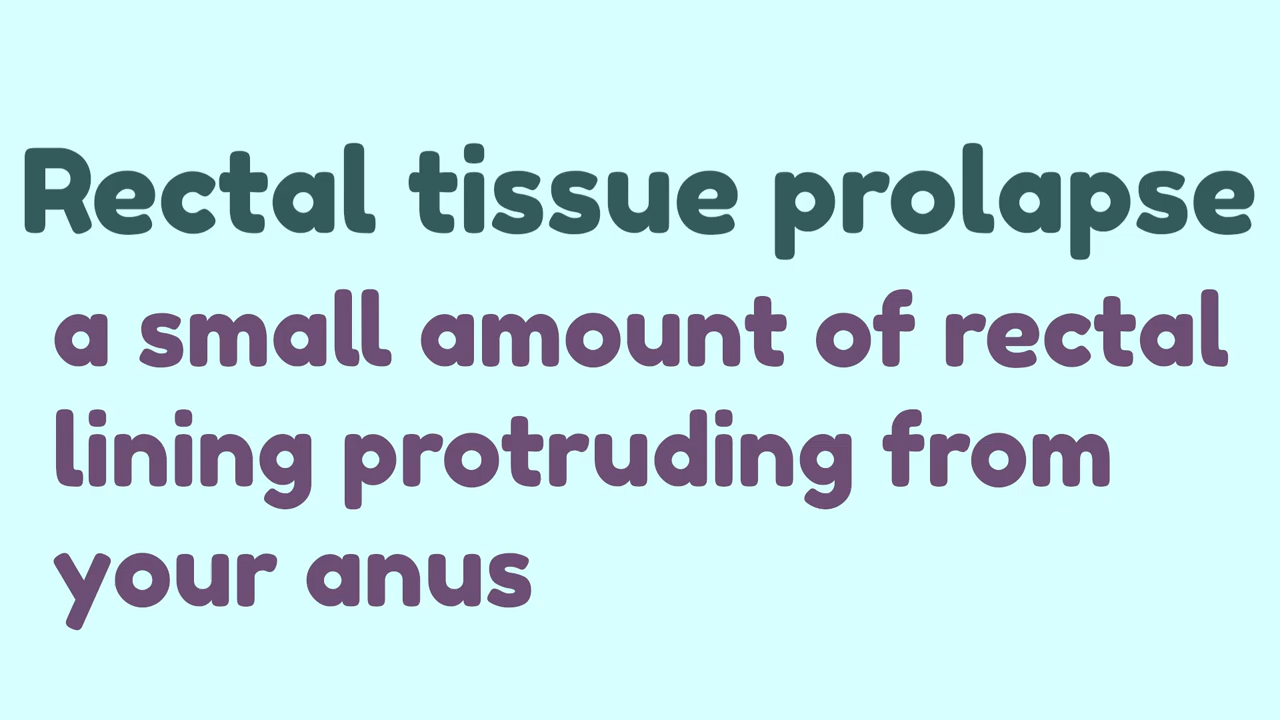 Rectal tissue prolapse
a small amount of rectal
lining protruding from
your anus